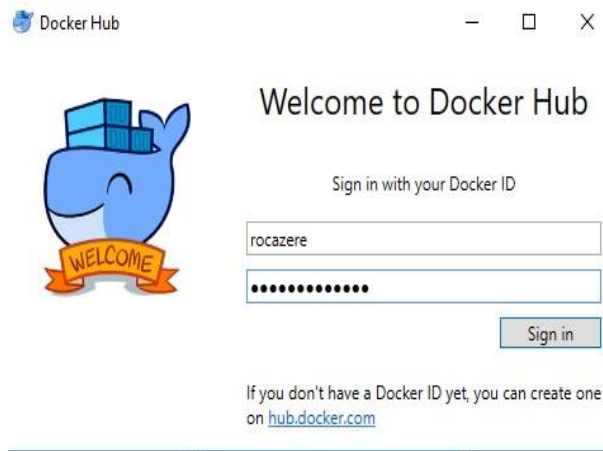 Docker Hub
Welcome to Docker Hub
Sign in with your Docker ID
rocazere
•••••••••••••
WELCOME
Sign in
If you don't have a Docker ID yet, you can create one
on hub.docker.com